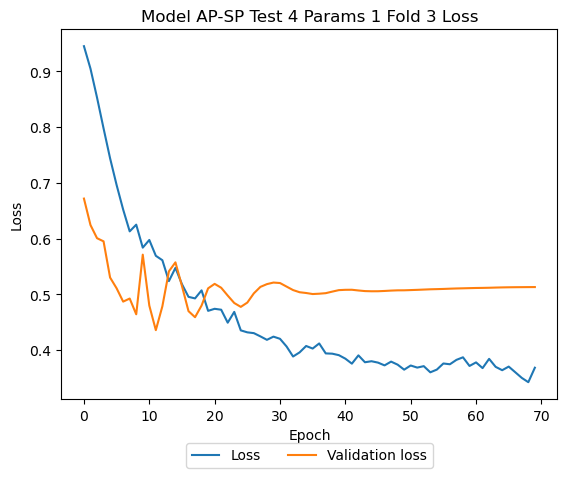 Model AP-SP Test 4 Params 1 Fold 3 Loss
Loss
0.9
0.8
0.7
0.6
0.5
0.4
0 10 20 30 40 50 60 70
Epoch
Loss Validation loss